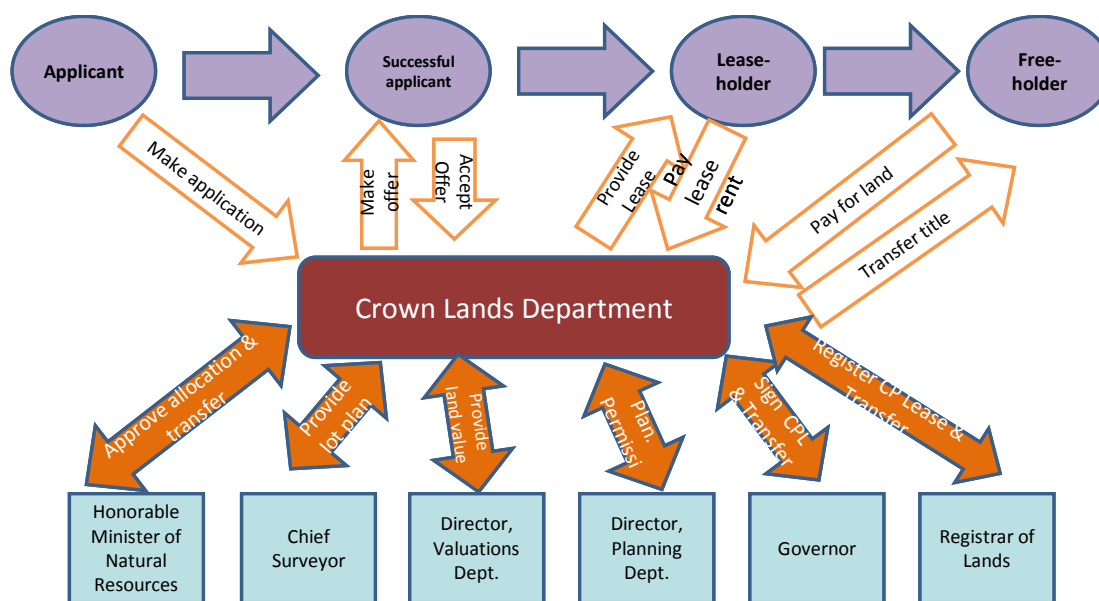 Applicant
Successful
applicant
Lease-
holder
Free-
holder
Make application
Make
offer
Accept
Offer
Provide
Lease
Pay
lease
rent
Pay for land
Transfer title
Crown Lands Department
Approve allocation &
transfer
Provide
lot plan
Provide
land value
Plan.
Permissi
Sign CPL
& Transfer
Register CP Lease &
Transfer
Honorable
Minister of
Natural
Resources
Chief
Surveyor
Director,
Valuations
Dept.
Director,
Planning
Dept.
Governor
Registrar of
Lands